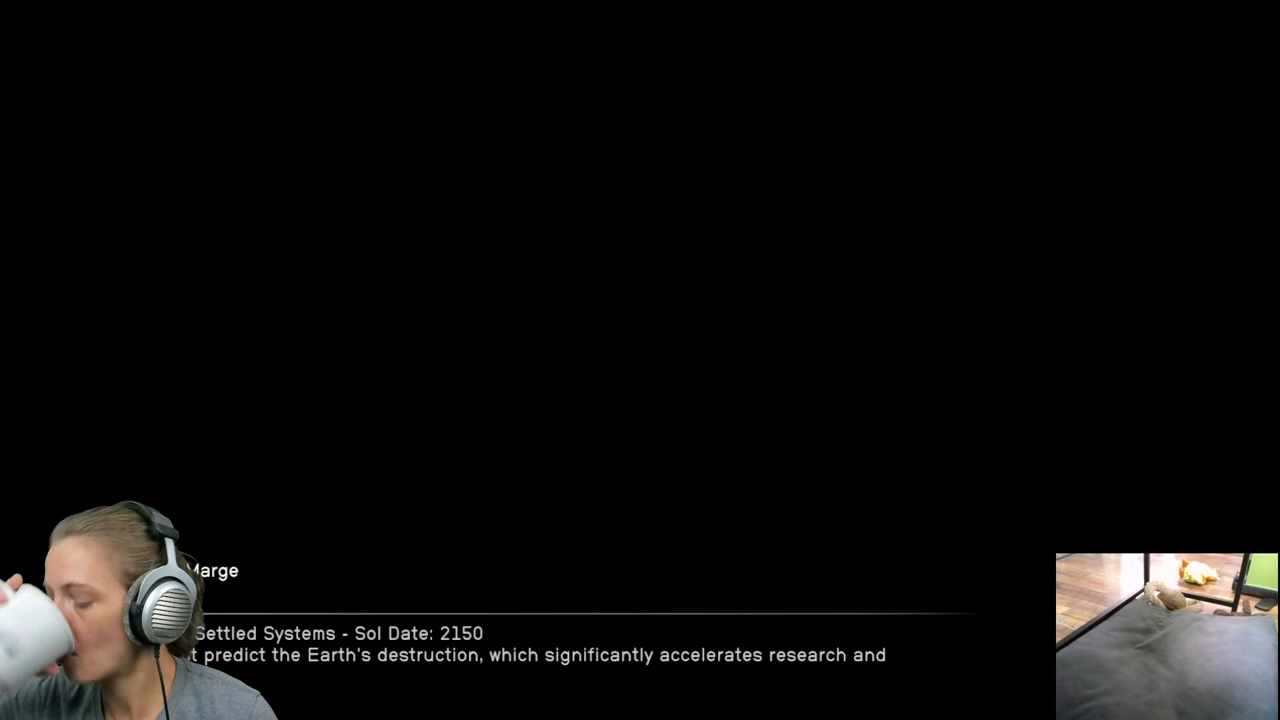 Marge
Settled Systems - Sol Date: 2150
predict the Earth's destruction, which significantly accelerates research and